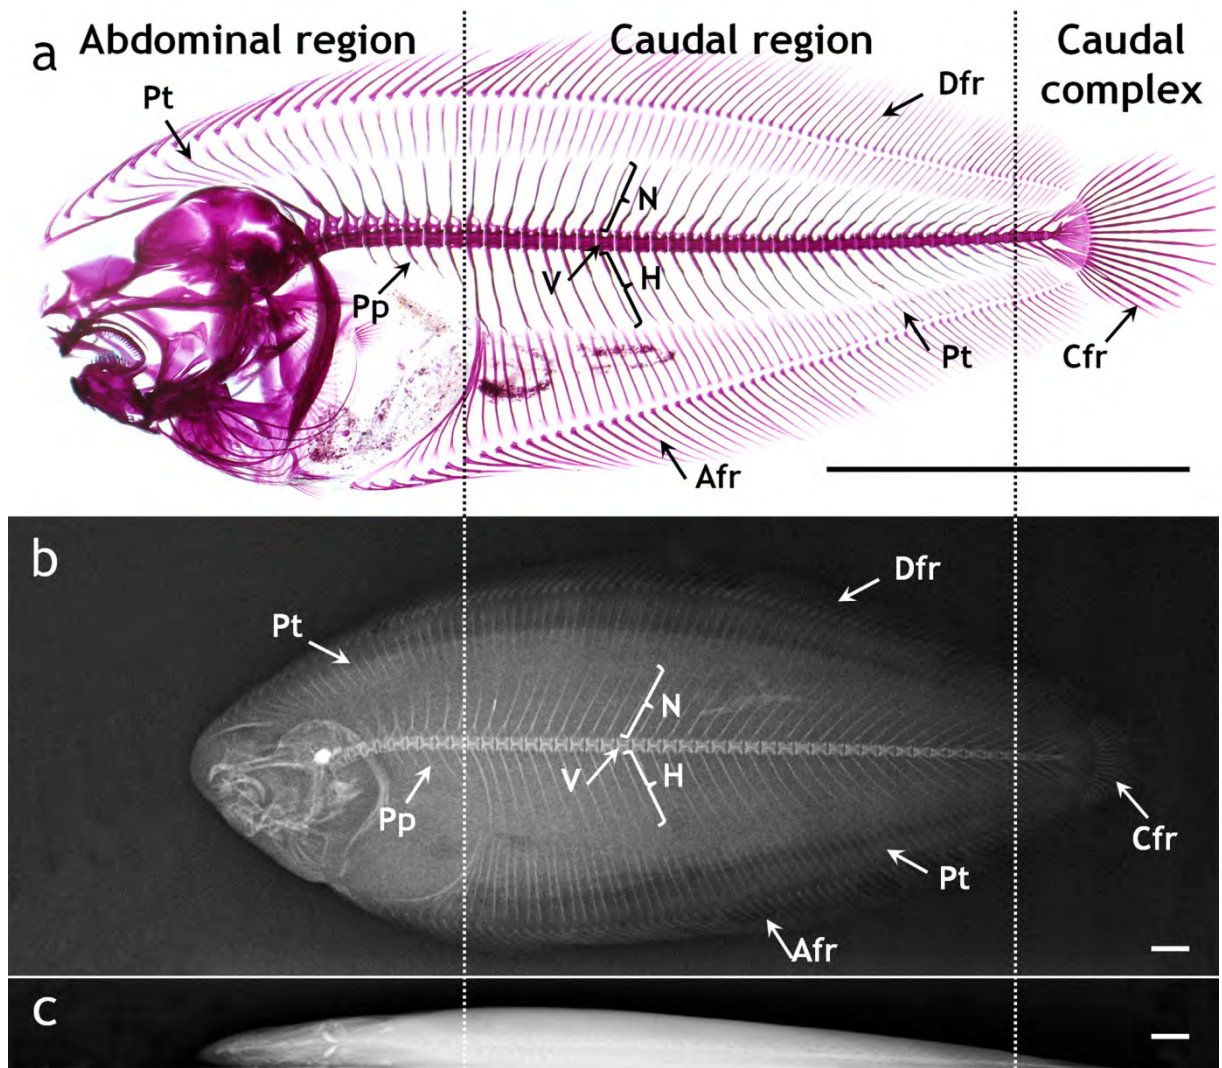 a
Abdominal region
Caudal region
Caudal
complex
Pt
Dfr
N
V
H
Pp
Pt
Cfr
Afr
b
Dfr
Pt
N
V
H
Pp
Cfr
Pt
Afr
c